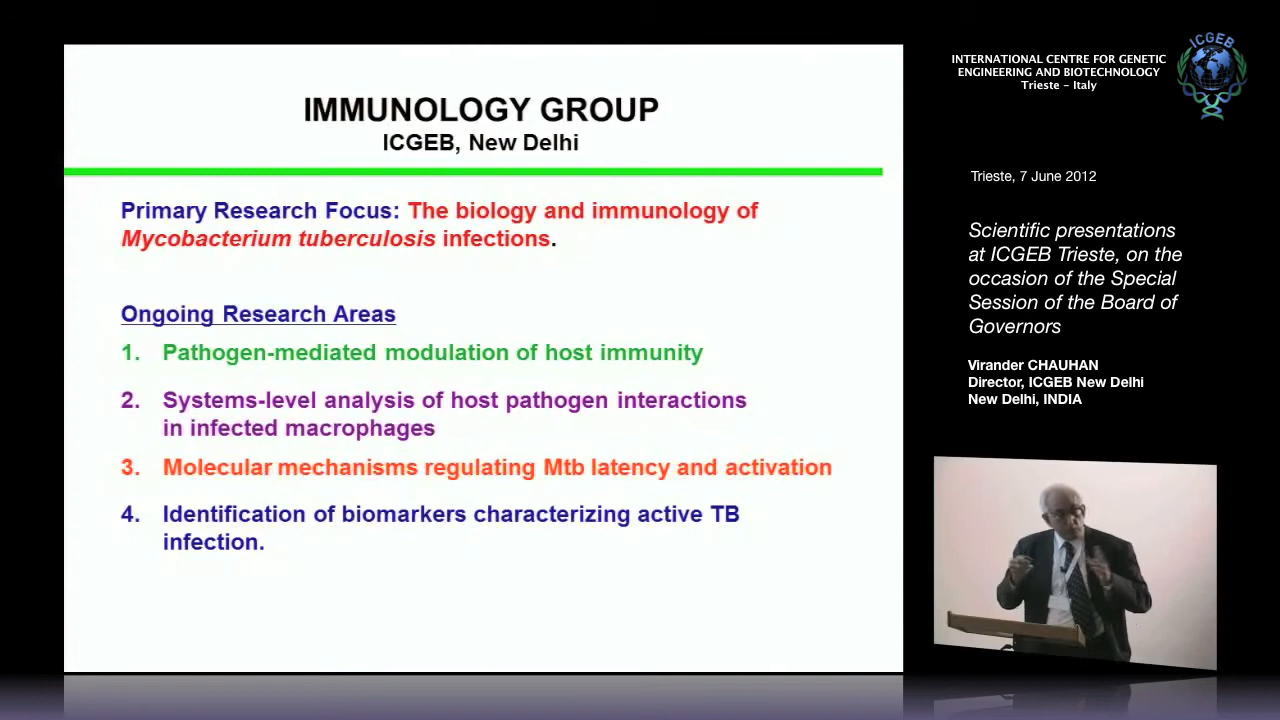 IMMUNOLOGY GROUP
ICGEB, New Delhi
Primary Research Focus: The biology and immunology of
Mycobacterium tuberculosis infections.
Ongoing Research Areas
1. Pathogen-mediated modulation of host immunity
2. Systems-level analysis of host pathogen interactions
in infected macrophages
3. Molecular mechanisms regulating Mtb latency and activation
4. Identification of biomarkers characterizing active TB
infection.
INTERNATIONAL CENTRE FOR GENETIC
ENGINEERING AND BIOTECHNOLOGY
Trieste - Italy
ICGEB
Trieste, 7 June 2012
Scientific presentations
at ICGEB Trieste, on the
occasion of the Special
Session of the Board of
Governors
Virander CHAUHAN
Director, ICGEB New Delhi
New Delhi, INDIA